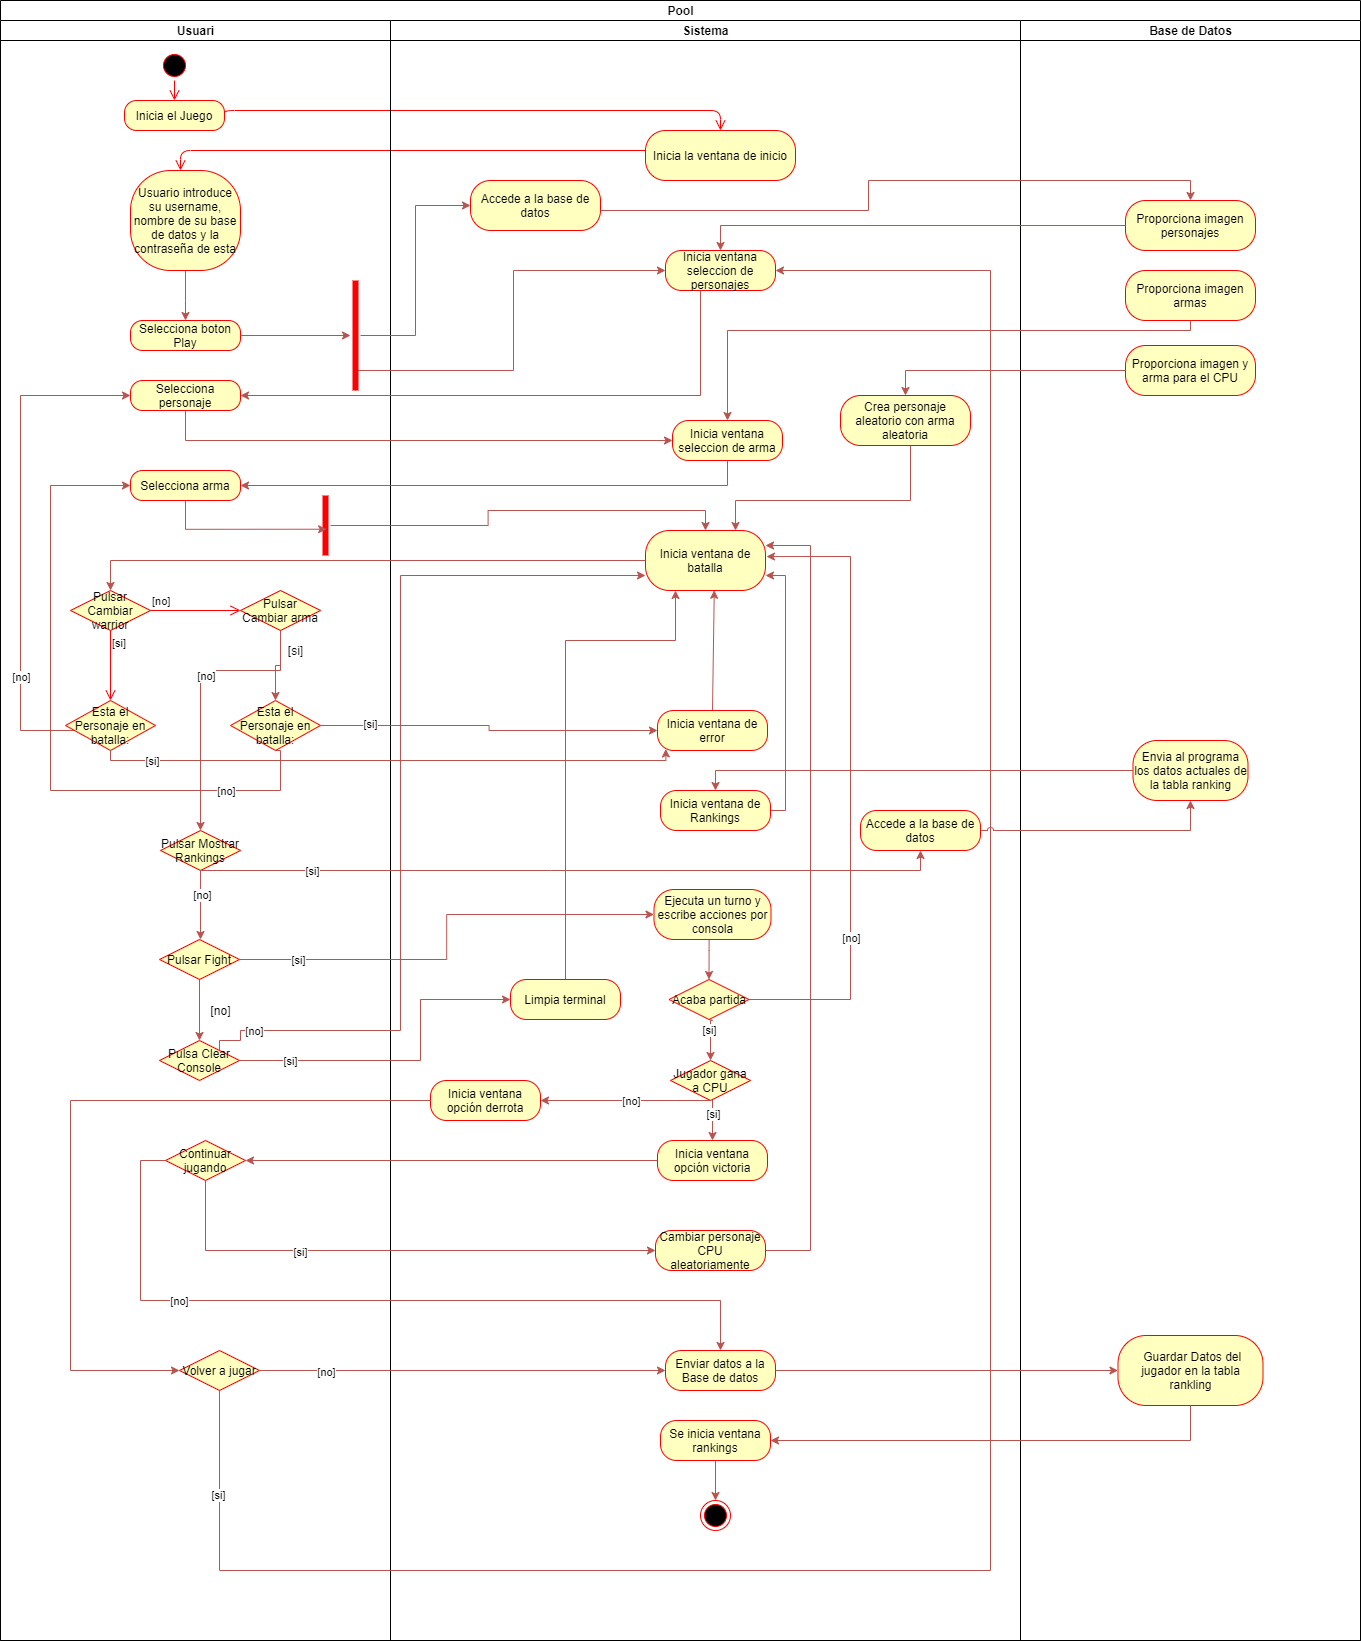 Pool
Usuari
Sistema
Base de Datos
Inicia el Juego
Inicia la ventana de inicio
Usuario introduce
su username,
nombre de su base
de datos y la
contraseña de esta
Accede a la base de
datos
Proporciona imagen
personajes
Inicia ventana
seleccion de
personajes
Proporciona imagen
armas
Selecciona boton
Play
Proporciona imagen y
arma para el CPU
Selecciona
personaje
Crea personaje
aleatorio con arma
aleatoria
Inicia ventana
seleccion de arma
Selecciona arma
Inicia ventana de
batalla
Pulsar
Cambiar
warrior
[no]
Pulsar
Cambiar arma
[si]
[si]
[no]
[no]
Esta el
Personaje en
batalla:
Esta el
Personaje en
batalla:
[si]
Inicia ventana de
error
[si]
[no]
Envia al programa
los datos actuales de
la tabla ranking
Inicia ventana de
Rankings
Accede a la base de
datos
Pulsar Mostrar
Rankings
[si]
[no]
Ejecuta un turno y
escribe acciones por
consola
[no]
Pulsar Fight
[si]
Limpia terminal
Acaba partida
[no]
[no]
[si]
Pulsa Clear
Console
[si]
Jugador gana
a CPU
Inicia ventana
opción derrota
[no]
[si]
Continuar
jugando
Inicia ventana
opción victoria
[si]
Cambiar personaje
CPU
aleatoriamente
[no]
Volver a jugar
[no]
Enviar datos a la
Base de datos
Guardar Datos del
jugador en la tabla
rankling
Se inicia ventana
rankings
[si]